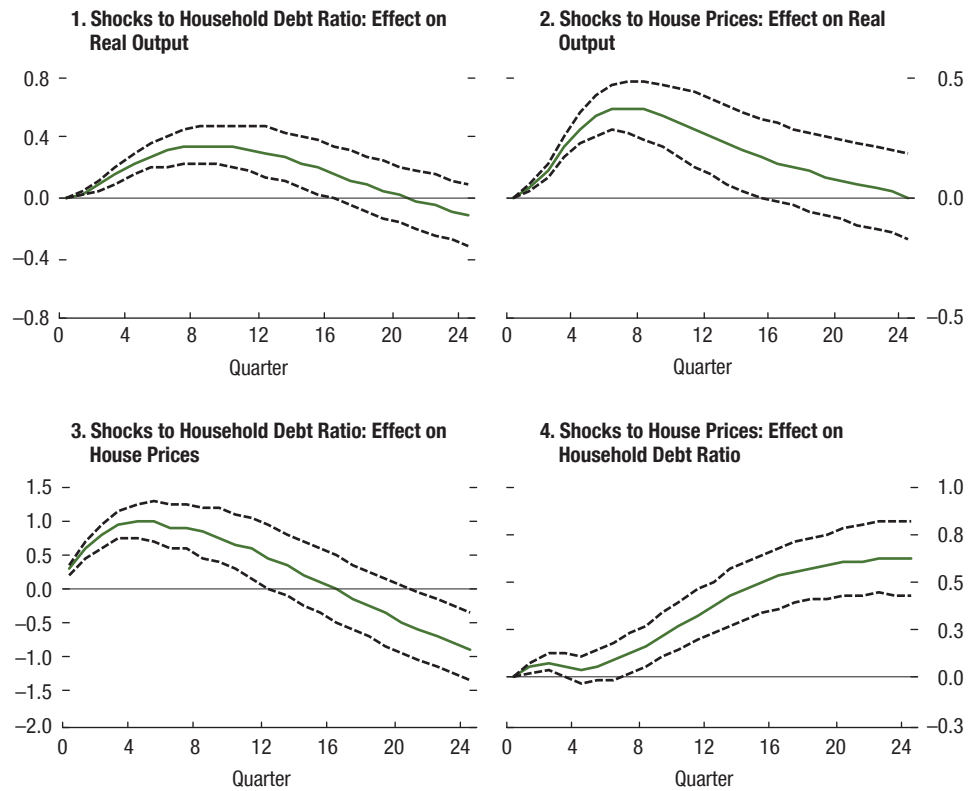 1. Shocks to Household Debt Ratio: Effect on
Real Output
0.8
0.4
0.0
–0.4
–0.8
0 4 8 12 16 20 24
Quarter
2. Shocks to House Prices: Effect on Real
Output
0.5
0.0
–0.5
0 4 8 12 16 20 24
Quarter
3. Shocks to Household Debt Ratio: Effect on
House Prices
1.5
1.0
0.5
0.0
–0.5
–1.0
–1.5
–2.0
0 4 8 12 16 20 24
Quarter
4. Shocks to House Prices: Effect on
Household Debt Ratio
1.0
0.8
0.5
0.3
0.0
–0.3
0 4 8 12 16 20 24
Quarter